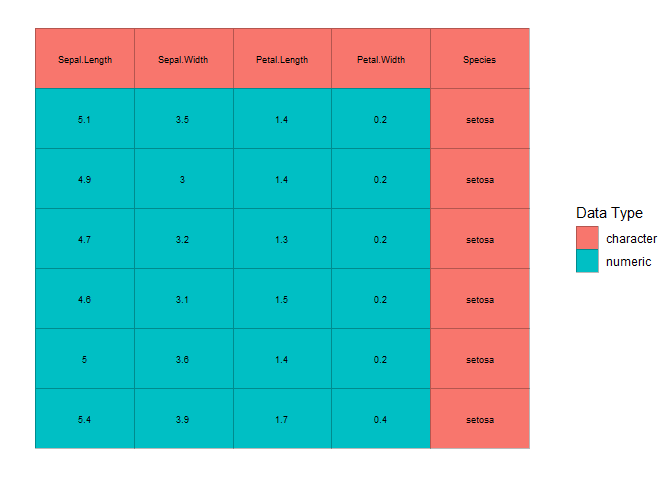 Sepal.Length Sepal.Width Petal.Length Petal.Width Species
5.1 3.5 1.4 0.2 setosa
4.9 3 1.4 0.2 setosa
4.7 3.2 1.3 0.2 setosa
4.6 3.1 1.5 0.2 setosa
5 3.6 1.4 0.2 setosa
5.4 3.9 1.7 0.4 setosa
Data Type
character
numeric